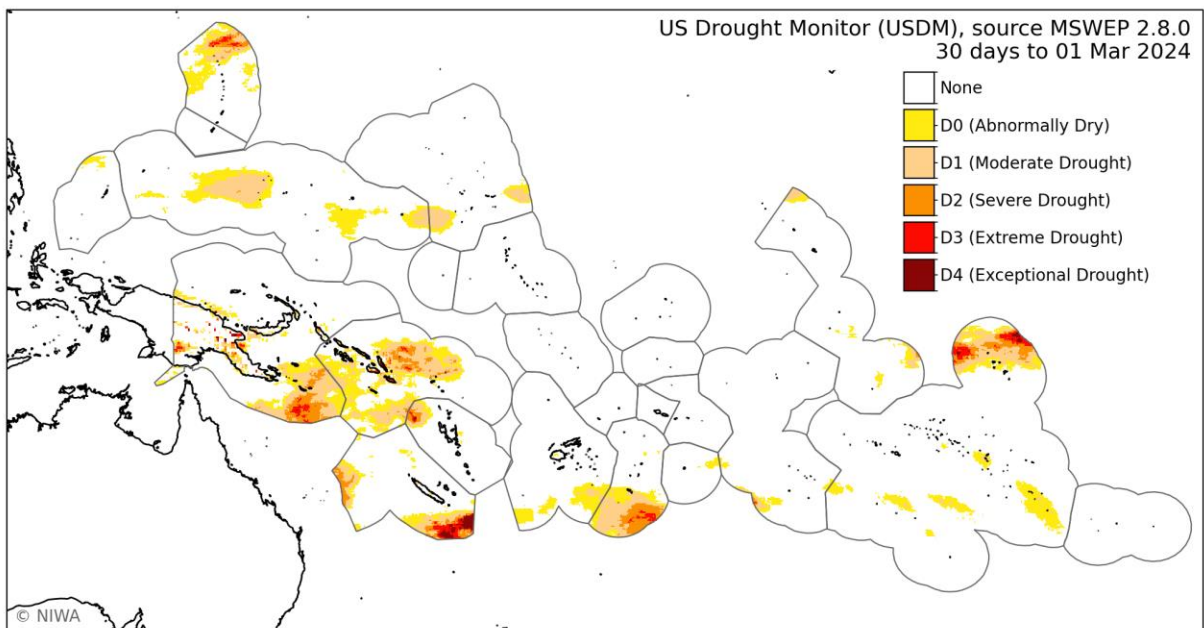 US Drought Monitor (USDM), source MSWEP 2.8.0
30 days to 01 Mar 2024
None
D0 (Abnormally Dry)
D1 (Moderate Drought)
D2 (Severe Drought)
D3 (Extreme Drought)
D4 (Exceptional Drought)
© NIWA